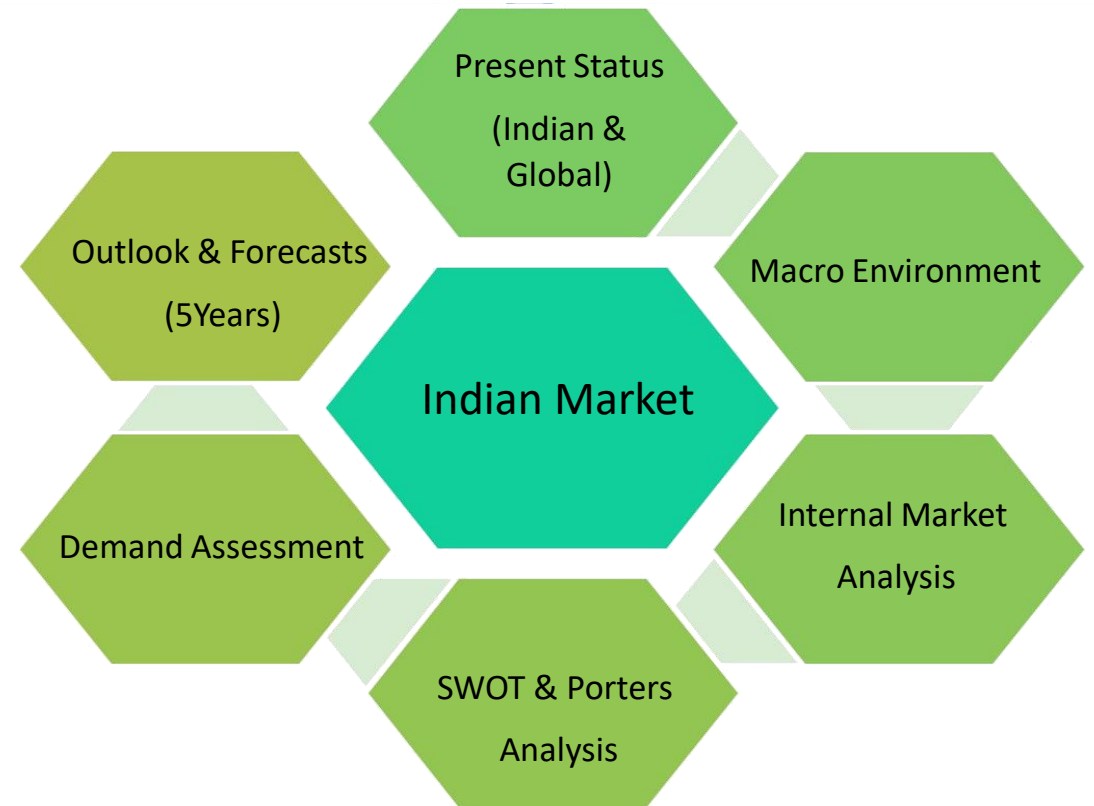 Present Status
(Indian &
Global)
Macro Environment
Internal Market
Analysis
SWOT & Porters
Analysis
Demand Assessment
Outlook & Forecasts
(5Years)
Indian Market